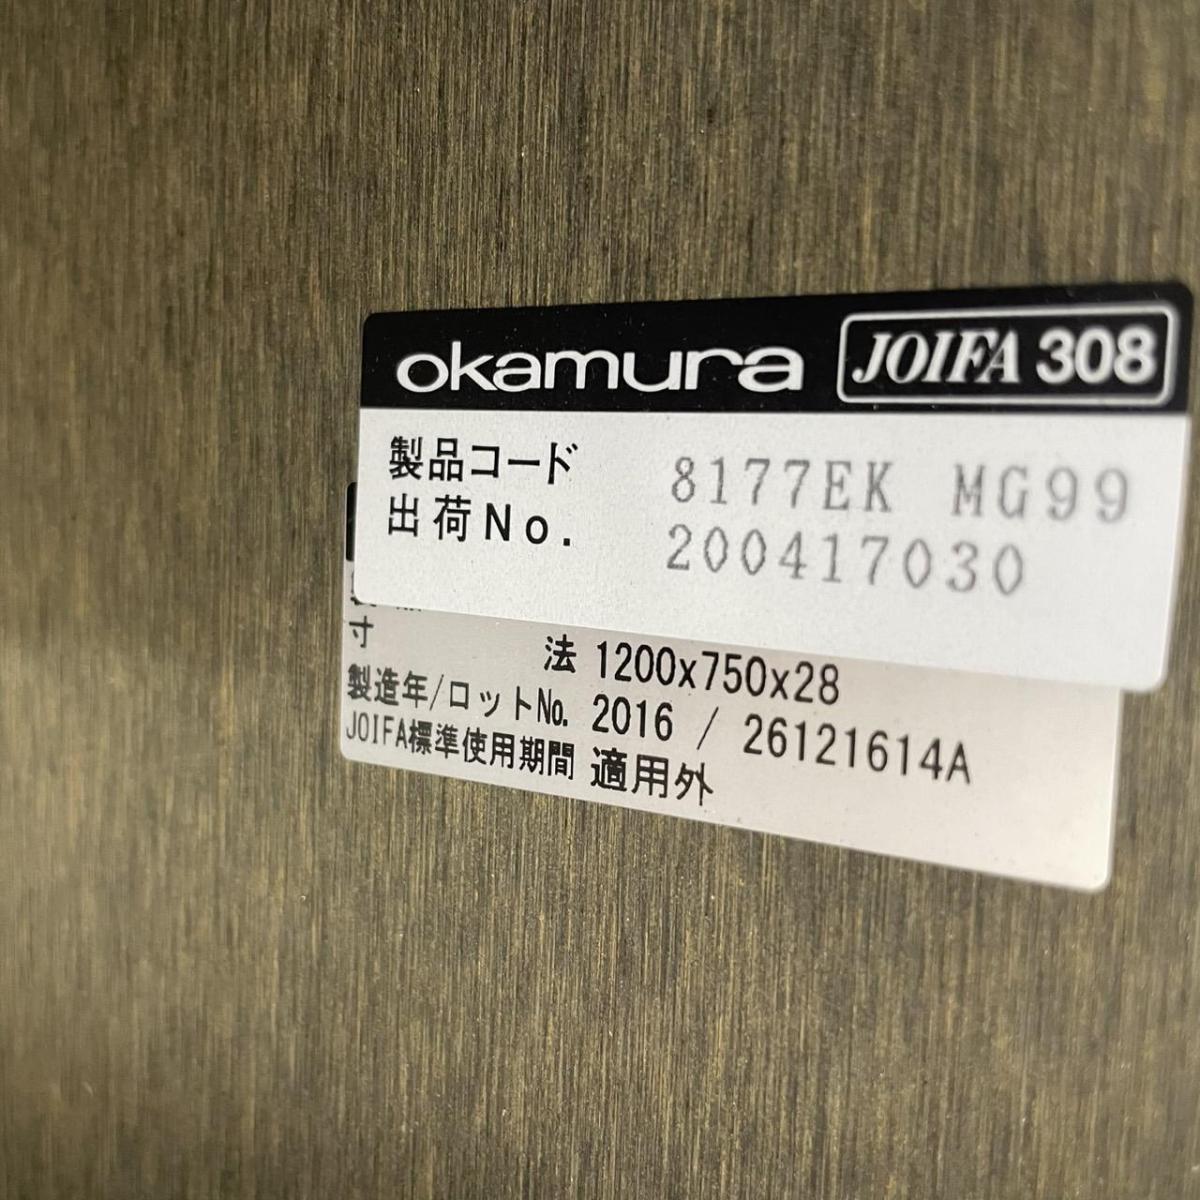 okamura JOIFA 308
製品コード 8177EK MG99
出荷No. 200417030
寸 法 1200x750x28
製造年/ロットNo. 2016 / 26121614A
JOIFA標準使用期間 適用外